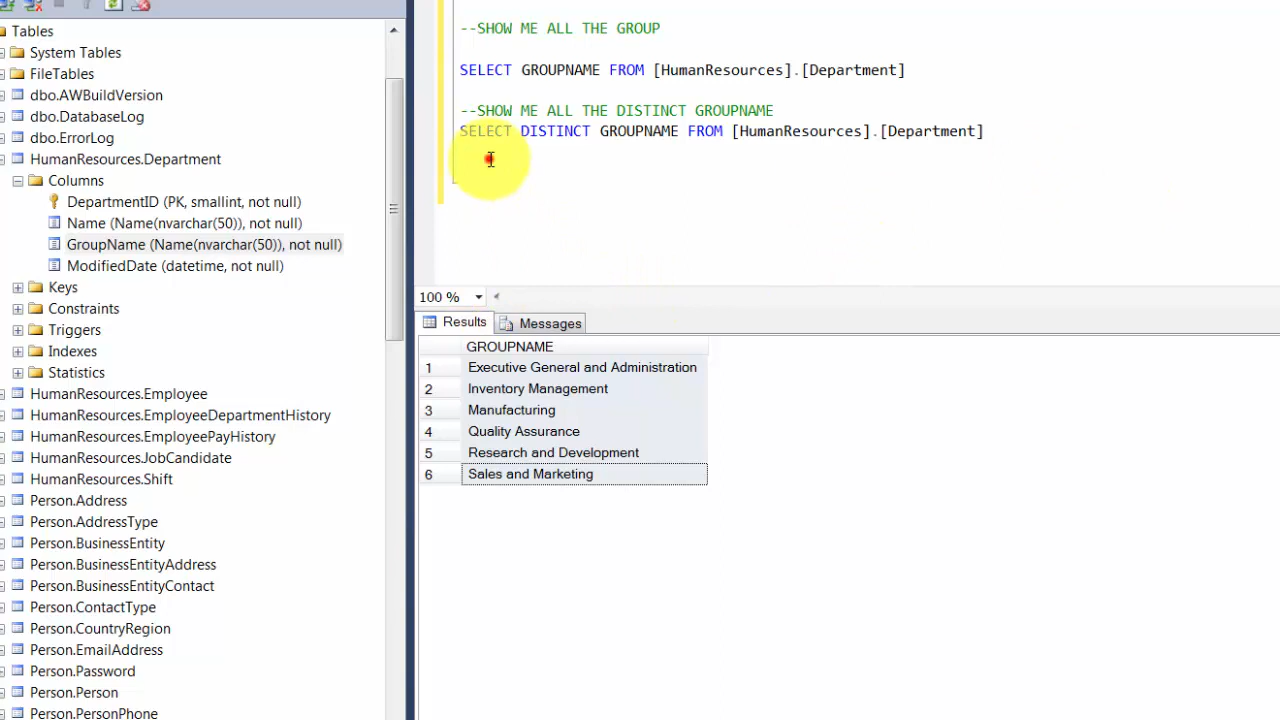 Tables
System Tables
FileTables
dbo.AWBuildVersion
dbo.DatabaseLog
dbo.ErrorLog
HumanResources.Department
Columns
DepartmentID (PK, smallint, not null)
Name (Name(nvarchar(50)), not null)
GroupName (Name(nvarchar(50)), not null)
ModifiedDate (datetime, not null)
Keys
Constraints
Triggers
Indexes
Statistics
HumanResources.Employee
HumanResources.EmployeeDepartmentHistory
HumanResources.EmployeePayHistory
HumanResources.JobCandidate
HumanResources.Shift
Person.Address
Person.AddressType
Person.BusinessEntity
Person.BusinessEntityAddress
Person.BusinessEntityContact
Person.ContactType
Person.CountryRegion
Person.EmailAddress
Person.Password
Person.Person
Person.PersonPhone
--SHOW ME ALL THE GROUP
SELECT GROUPNAME FROM [HumanResources].[Department]
--SHOW ME ALL THE DISTINCT GROUPNAME
SELECT DISTINCT GROUPNAME FROM [HumanResources].[Department]
100 %
Results Messages
GROUPNAME
1 Executive General and Administration
2 Inventory Management
3 Manufacturing
4 Quality Assurance
5 Research and Development
6 Sales and Marketing